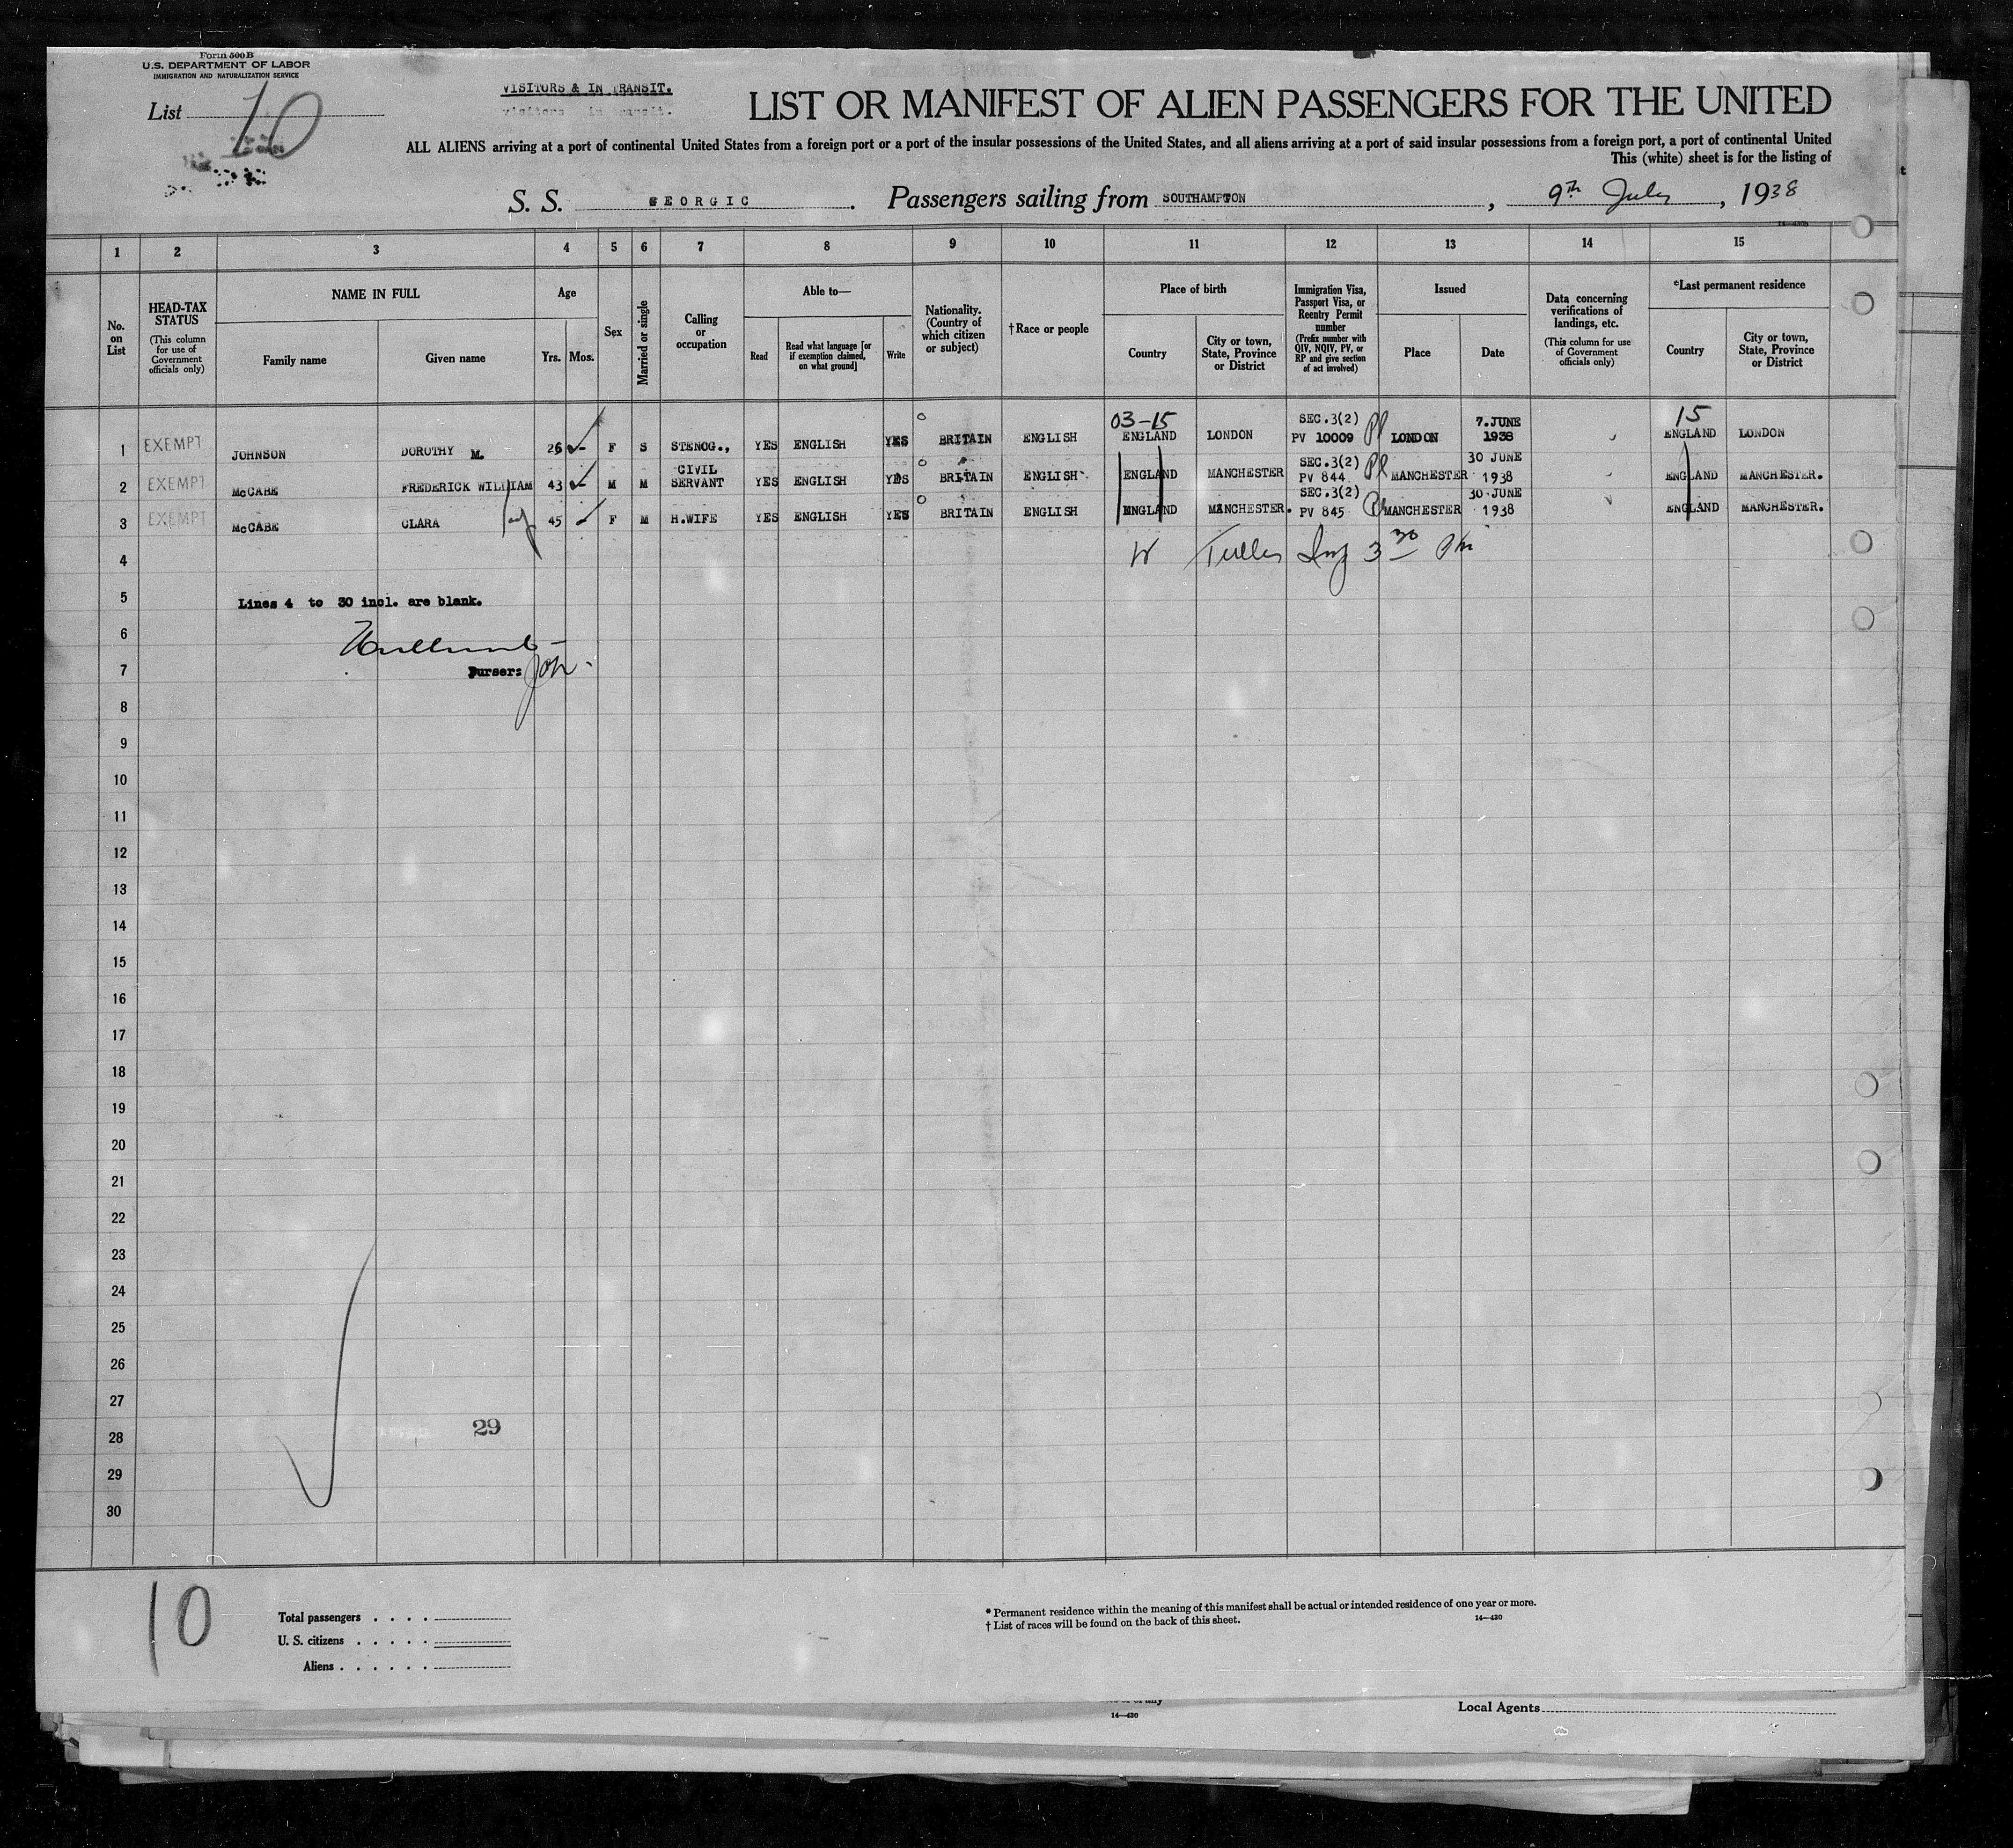 Form 500 B
U.S. DEPARTMENT OF LABOR
IMMIGRATION AND NATURALIZATION SERVICE
List 10
VISITORS & IN TRANSIT.
LIST OR MANIFEST OF ALIEN PASSENGERS FOR THE UNITED
ALL ALIENS arriving at a port of continental United States from a foreign port or a port of the insular possessions of the United States, and all aliens arriving at a port of said insular possessions from a foreign port, a port of continental United
This (white) sheet is for the listing of
S. S. GEORGIC. Passengers sailing from SOUTHAMPTON, 9th July, 1938
1 2 3 4 5 6 7 8 9 10 11 12 13 14 15
No. on List
HEAD-TAX STATUS
(This column for use of Government officials only)
NAME IN FULL
Family name
Given name
Age
Yrs.
Mos.
Sex
Married or single
Calling or occupation
Able to—
Read
Read what language [or if exemption claimed, on what ground]
Write
Nationality. (Country of which citizen or subject)
†Race or people
Place of birth
Country
City or town, State, Province or District
Immigration Visa, Passport Visa, or Reentry Permit number
(Prefix number with QIV, NQIV, PV, or RP and give section of act involved)
Issued
Place
Date
Data concerning verifications of landings, etc.
(This column for use of Government officials only)
*Last permanent residence
Country
City or town, State, Province or District
03-15 SEC.3(2) 7.JUNE 15
1 EXEMPT JOHNSON DOROTHY M. 26 F S STENOG., YES ENGLISH YES BRITAIN ENGLISH ENGLAND LONDON PV 10009 LONDON 1938 ENGLAND LONDON
CIVIL SEC.3(2) 30 JUNE
2 EXEMPT McCABE FREDERICK WILLIAM 43 M M SERVANT YES ENGLISH YES BRITAIN ENGLISH ENGLAND MANCHESTER PV 844 MANCHESTER 1938 ENGLAND MANCHESTER.
SEC.3(2) 30 JUNE
3 EXEMPT McCABE CLARA 45 F M H.WIFE YES ENGLISH YES BRITAIN ENGLISH ENGLAND MANCHESTER. PV 845 MANCHESTER 1938 ENGLAND MANCHESTER.
4
5 Lines 4 to 30 incl. are blank.
6
7 Purser:
8
9
10
11
12
13
14
15
16
17
18
19
20
21
22
23
24
25
26
27
28 29
29
30
10
Total passengers . . . .
U. S. citizens . . . . .
Aliens . . . . . .
* Permanent residence within the meaning of this manifest shall be actual or intended residence of one year or more.
† List of races will be found on the back of this sheet.
14—430
14—430
Local Agents